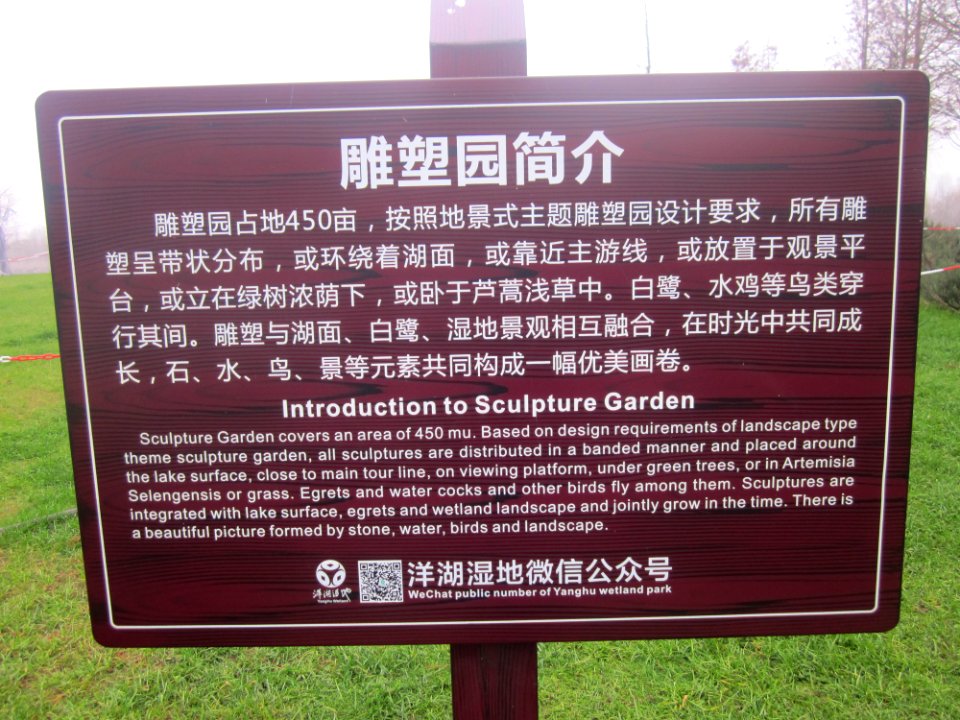 雕塑园简介
雕塑园占地450亩，按照地景式主题雕塑园设计要求，所有雕
塑呈带状分布，或环绕着湖面，或靠近主游线，或放置于观景平
台，或立在绿树浓荫下，或卧于芦蒿浅草中。白鹭、水鸡等鸟类穿
行其间。雕塑与湖面、白鹭、湿地景观相互融合，在时光中共同成
长，石、水、鸟、景等元素共同构成一幅优美画卷。
Introduction to Sculpture Garden
Sculpture Garden covers an area of 450 mu. Based on design requirements of landscape type
theme sculpture garden, all sculptures are distributed in a banded manner and placed around
the lake surface, close to main tour line, on viewing platform, under green trees, or in Artemisia
Selengensis or grass. Egrets and water cocks and other birds fly among them. Sculptures are
integrated with lake surface, egrets and wetland landscape and jointly grow in the time. There is
a beautiful picture formed by stone, water, birds and landscape.
洋湖湿地
Yanghu Wetland
洋湖湿地微信公众号
WeChat public number of Yanghu wetland park